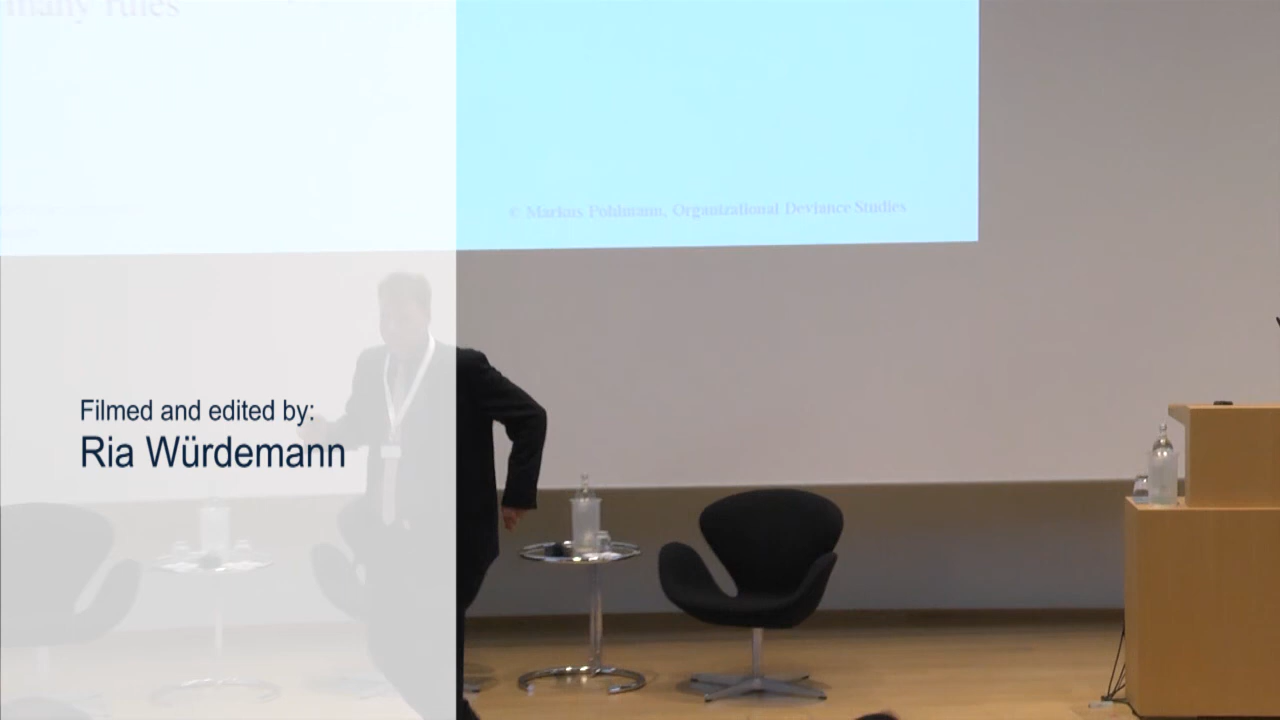 many rules
© Markus Pohlmann, Organizational Deviance Studies
Filmed and edited by:
Ria Würdemann